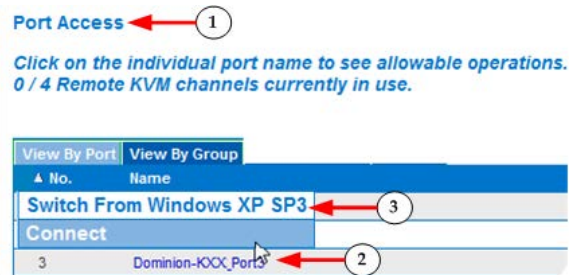 Port Access
1
Click on the individual port name to see allowable operations.
0 / 4 Remote KVM channels currently in use.
View By Port View By Group
▲ No. Name
Switch From Windows XP SP3
3
Connect
3 Dominion-KXX_Port3
2